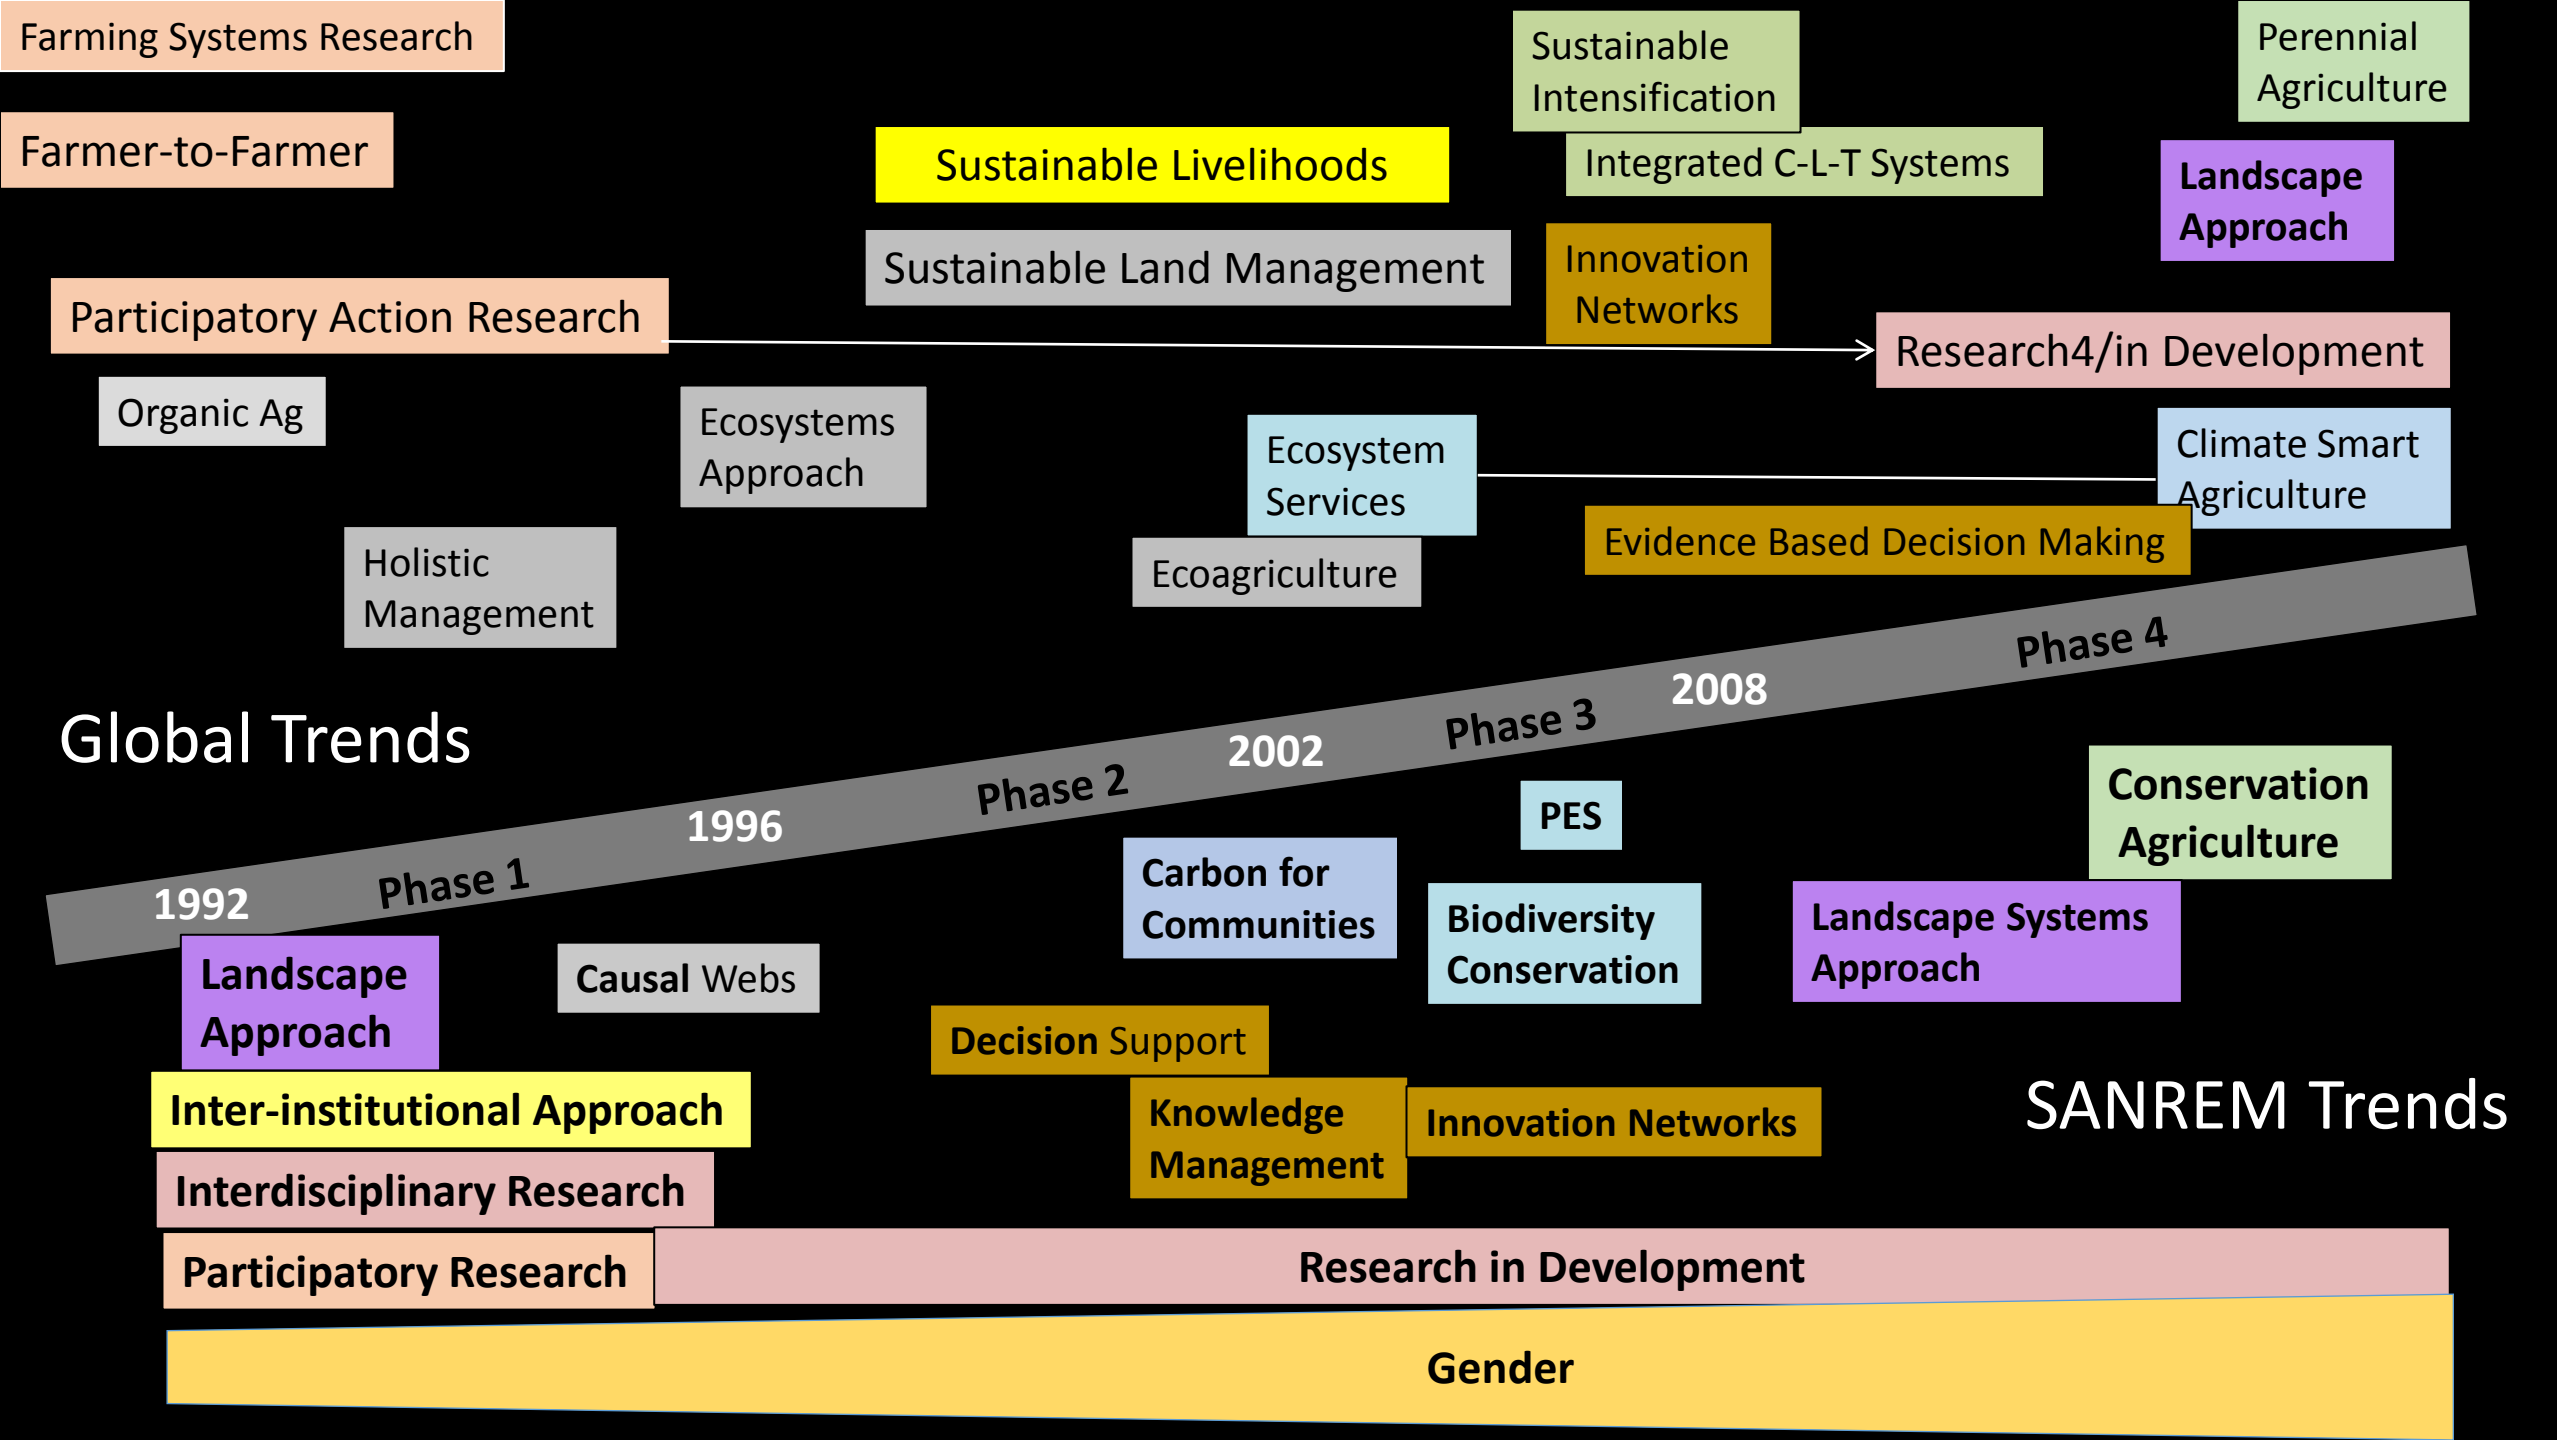 Farming Systems Research
Farmer-to-Farmer
Participatory Action Research
Organic Ag
Holistic
Management
Ecosystems
Approach
Sustainable Livelihoods
Sustainable Land Management
Ecosystem
Services
Ecoagriculture
Sustainable
Intensification
Integrated C-L-T Systems
Innovation
Networks
Perennial
Agriculture
Landscape
Approach
Research4/in Development
Climate Smart
Agriculture
Evidence Based Decision Making
Global Trends
1992
Phase 1
1996
Phase 2
2002
Phase 3
2008
Phase 4
Landscape
Approach
Causal Webs
Inter-institutional Approach
Interdisciplinary Research
Participatory Research
Carbon for
Communities
PES
Biodiversity
Conservation
Decision Support
Knowledge
Management
Innovation Networks
Conservation
Agriculture
Landscape Systems
Approach
SANREM Trends
Research in Development
Gender